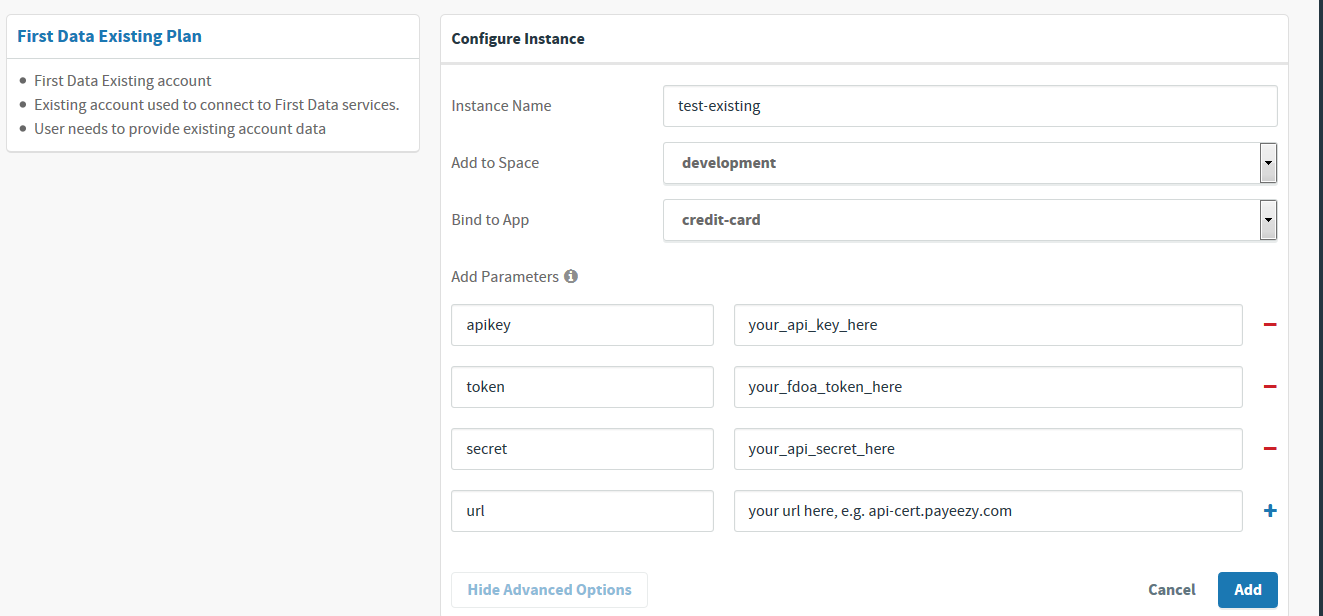 First Data Existing Plan
First Data Existing account
Existing account used to connect to First Data services.
User needs to provide existing account data
Configure Instance
Instance Name test-existing
Add to Space development
Bind to App credit-card
Add Parameters
apikey your_api_key_here
token your_fdoa_token_here
secret your_api_secret_here
url your url here, e.g. api-cert.payeezy.com
Hide Advanced Options Cancel Add